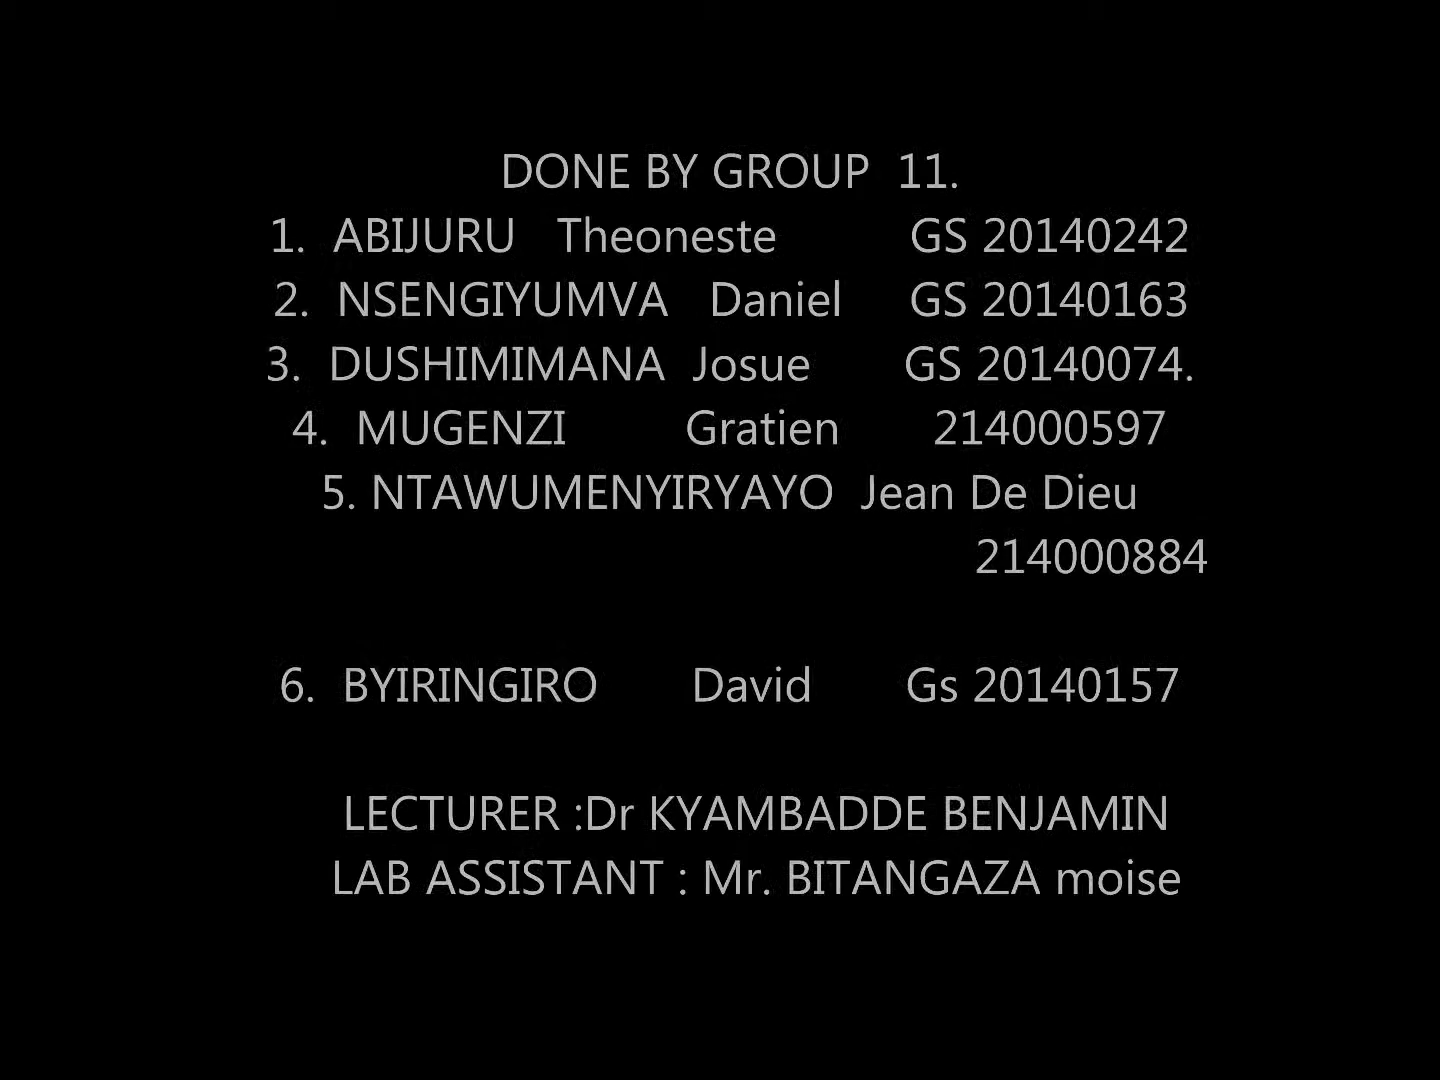 DONE BY GROUP 11.
1. ABIJURU Theoneste GS 20140242
2. NSENGIYUMVA Daniel GS 20140163
3. DUSHIMIMANA Josue GS 20140074.
4. MUGENZI Gratien 214000597
5. NTAWUMENYIRYAYO Jean De Dieu
214000884
6. BYIRINGIRO David Gs 20140157
LECTURER :Dr KYAMBADDE BENJAMIN
LAB ASSISTANT : Mr. BITANGAZA moise